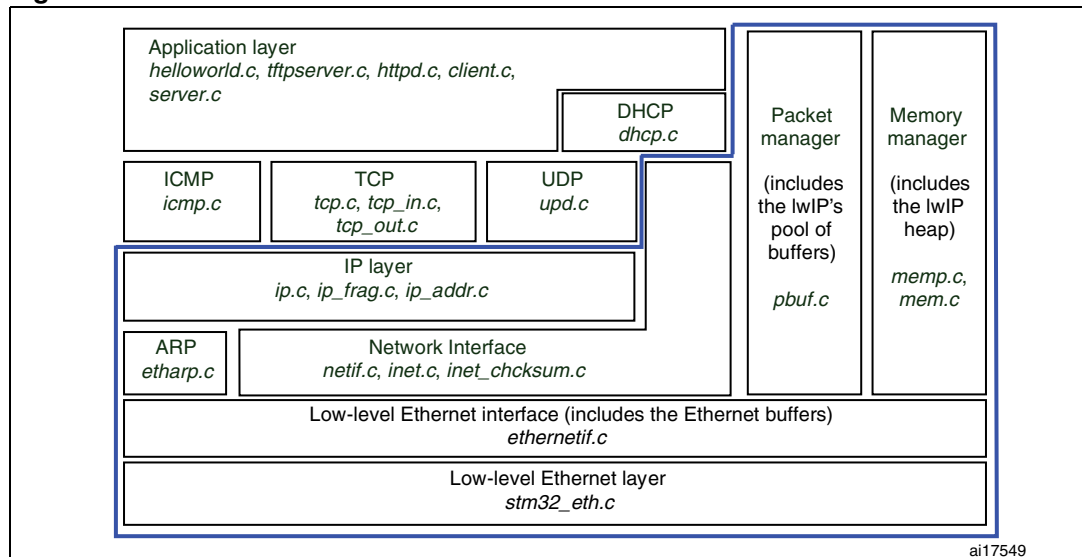 Application layer
helloworld.c, tftpserver.c, httpd.c, client.c,
server.c
DHCP
dhcp.c
Packet
manager
(includes
the lwIP's
pool of
buffers)
pbuf.c
Memory
manager
(includes
the lwIP
heap)
memp.c,
mem.c
ICMP
icmp.c
TCP
tcp.c, tcp_in.c,
tcp_out.c
UDP
upd.c
IP layer
ip.c, ip_frag.c, ip_addr.c
ARP
etharp.c
Network Interface
netif.c, inet.c, inet_chcksum.c
Low-level Ethernet interface (includes the Ethernet buffers)
ethernetif.c
Low-level Ethernet layer
stm32_eth.c
ai17549